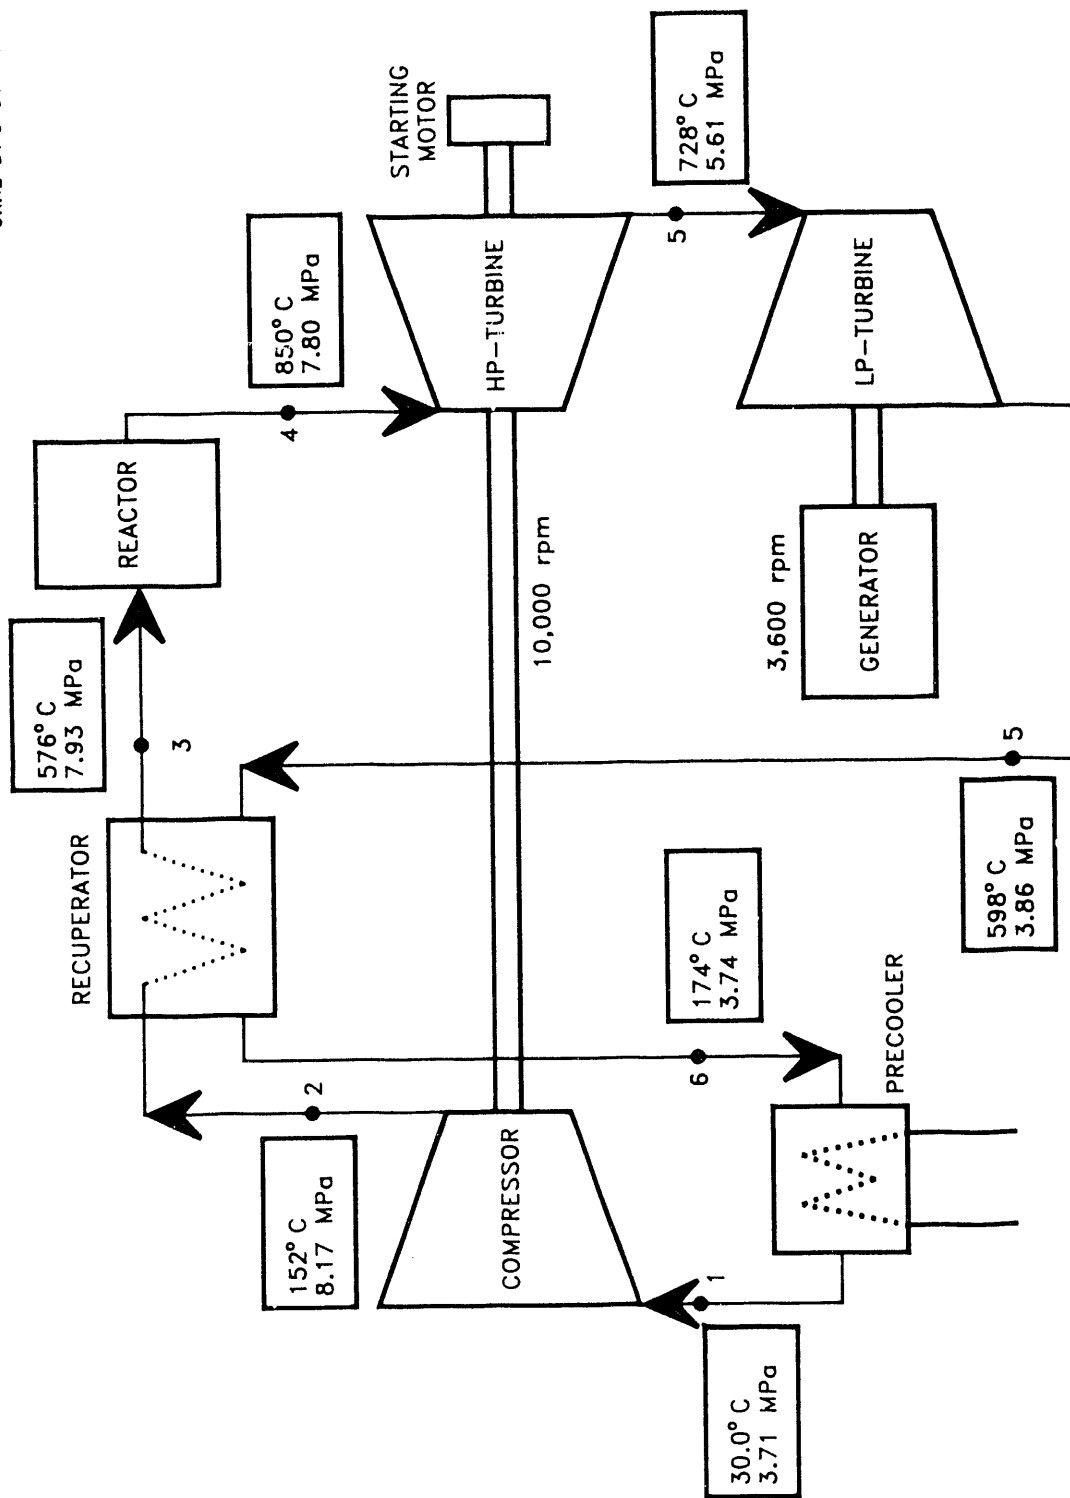 576°C
7.93 MPa
3
REACTOR
850°C
7.80 MPa
4
RECUPERATOR
152°C
8.17 MPa
2
STARTING
MOTOR
COMPRESSOR
10,000 rpm
HP-TURBINE
174°C
3.74 MPa
6
728°C
5.61 MPa
5
30.0°C
3.71 MPa
1
PRECOOLER
3,600 rpm
GENERATOR
LP-TURBINE
598°C
3.86 MPa
5